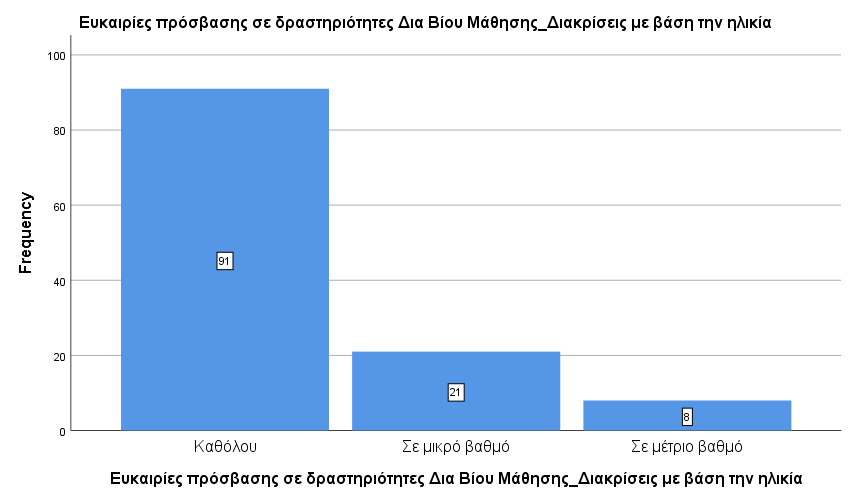 Ευκαιρίες πρόσβασης σε δραστηριότητες Δια Βίου Μάθησης_Διακρίσεις με βάση την ηλικία
100
80
60
40
20
0
Frequency
91
21
8
Καθόλου
Σε μικρό βαθμό
Σε μέτριο βαθμό
Ευκαιρίες πρόσβασης σε δραστηριότητες Δια Βίου Μάθησης_Διακρίσεις με βάση την ηλικία